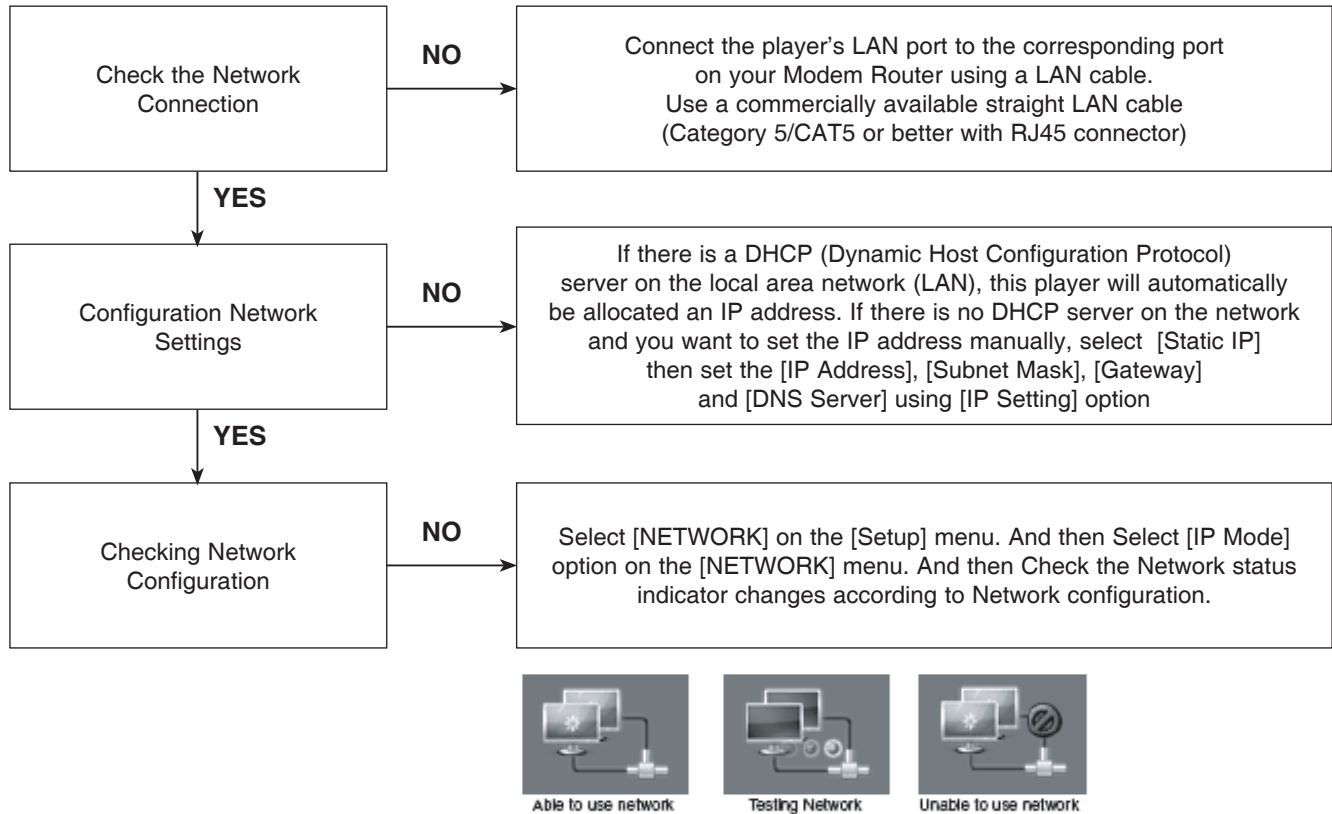 Check the Network
Connection
NO
Connect the player's LAN port to the corresponding port
on your Modem Router using a LAN cable.
Use a commercially available straight LAN cable
(Category 5/CAT5 or better with RJ45 connector)
YES
Configuration Network
Settings
NO
If there is a DHCP (Dynamic Host Configuration Protocol)
server on the local area network (LAN), this player will automatically
be allocated an IP address. If there is no DHCP server on the network
and you want to set the IP address manually, select [Static IP]
then set the [IP Address], [Subnet Mask], [Gateway]
and [DNS Server] using [IP Setting] option
YES
Checking Network
Configuration
NO
Select [NETWORK] on the [Setup] menu. And then Select [IP Mode]
option on the [NETWORK] menu. And then Check the Network status
indicator changes according to Network configuration.
Able to use network
Testing Network
Unable to use network